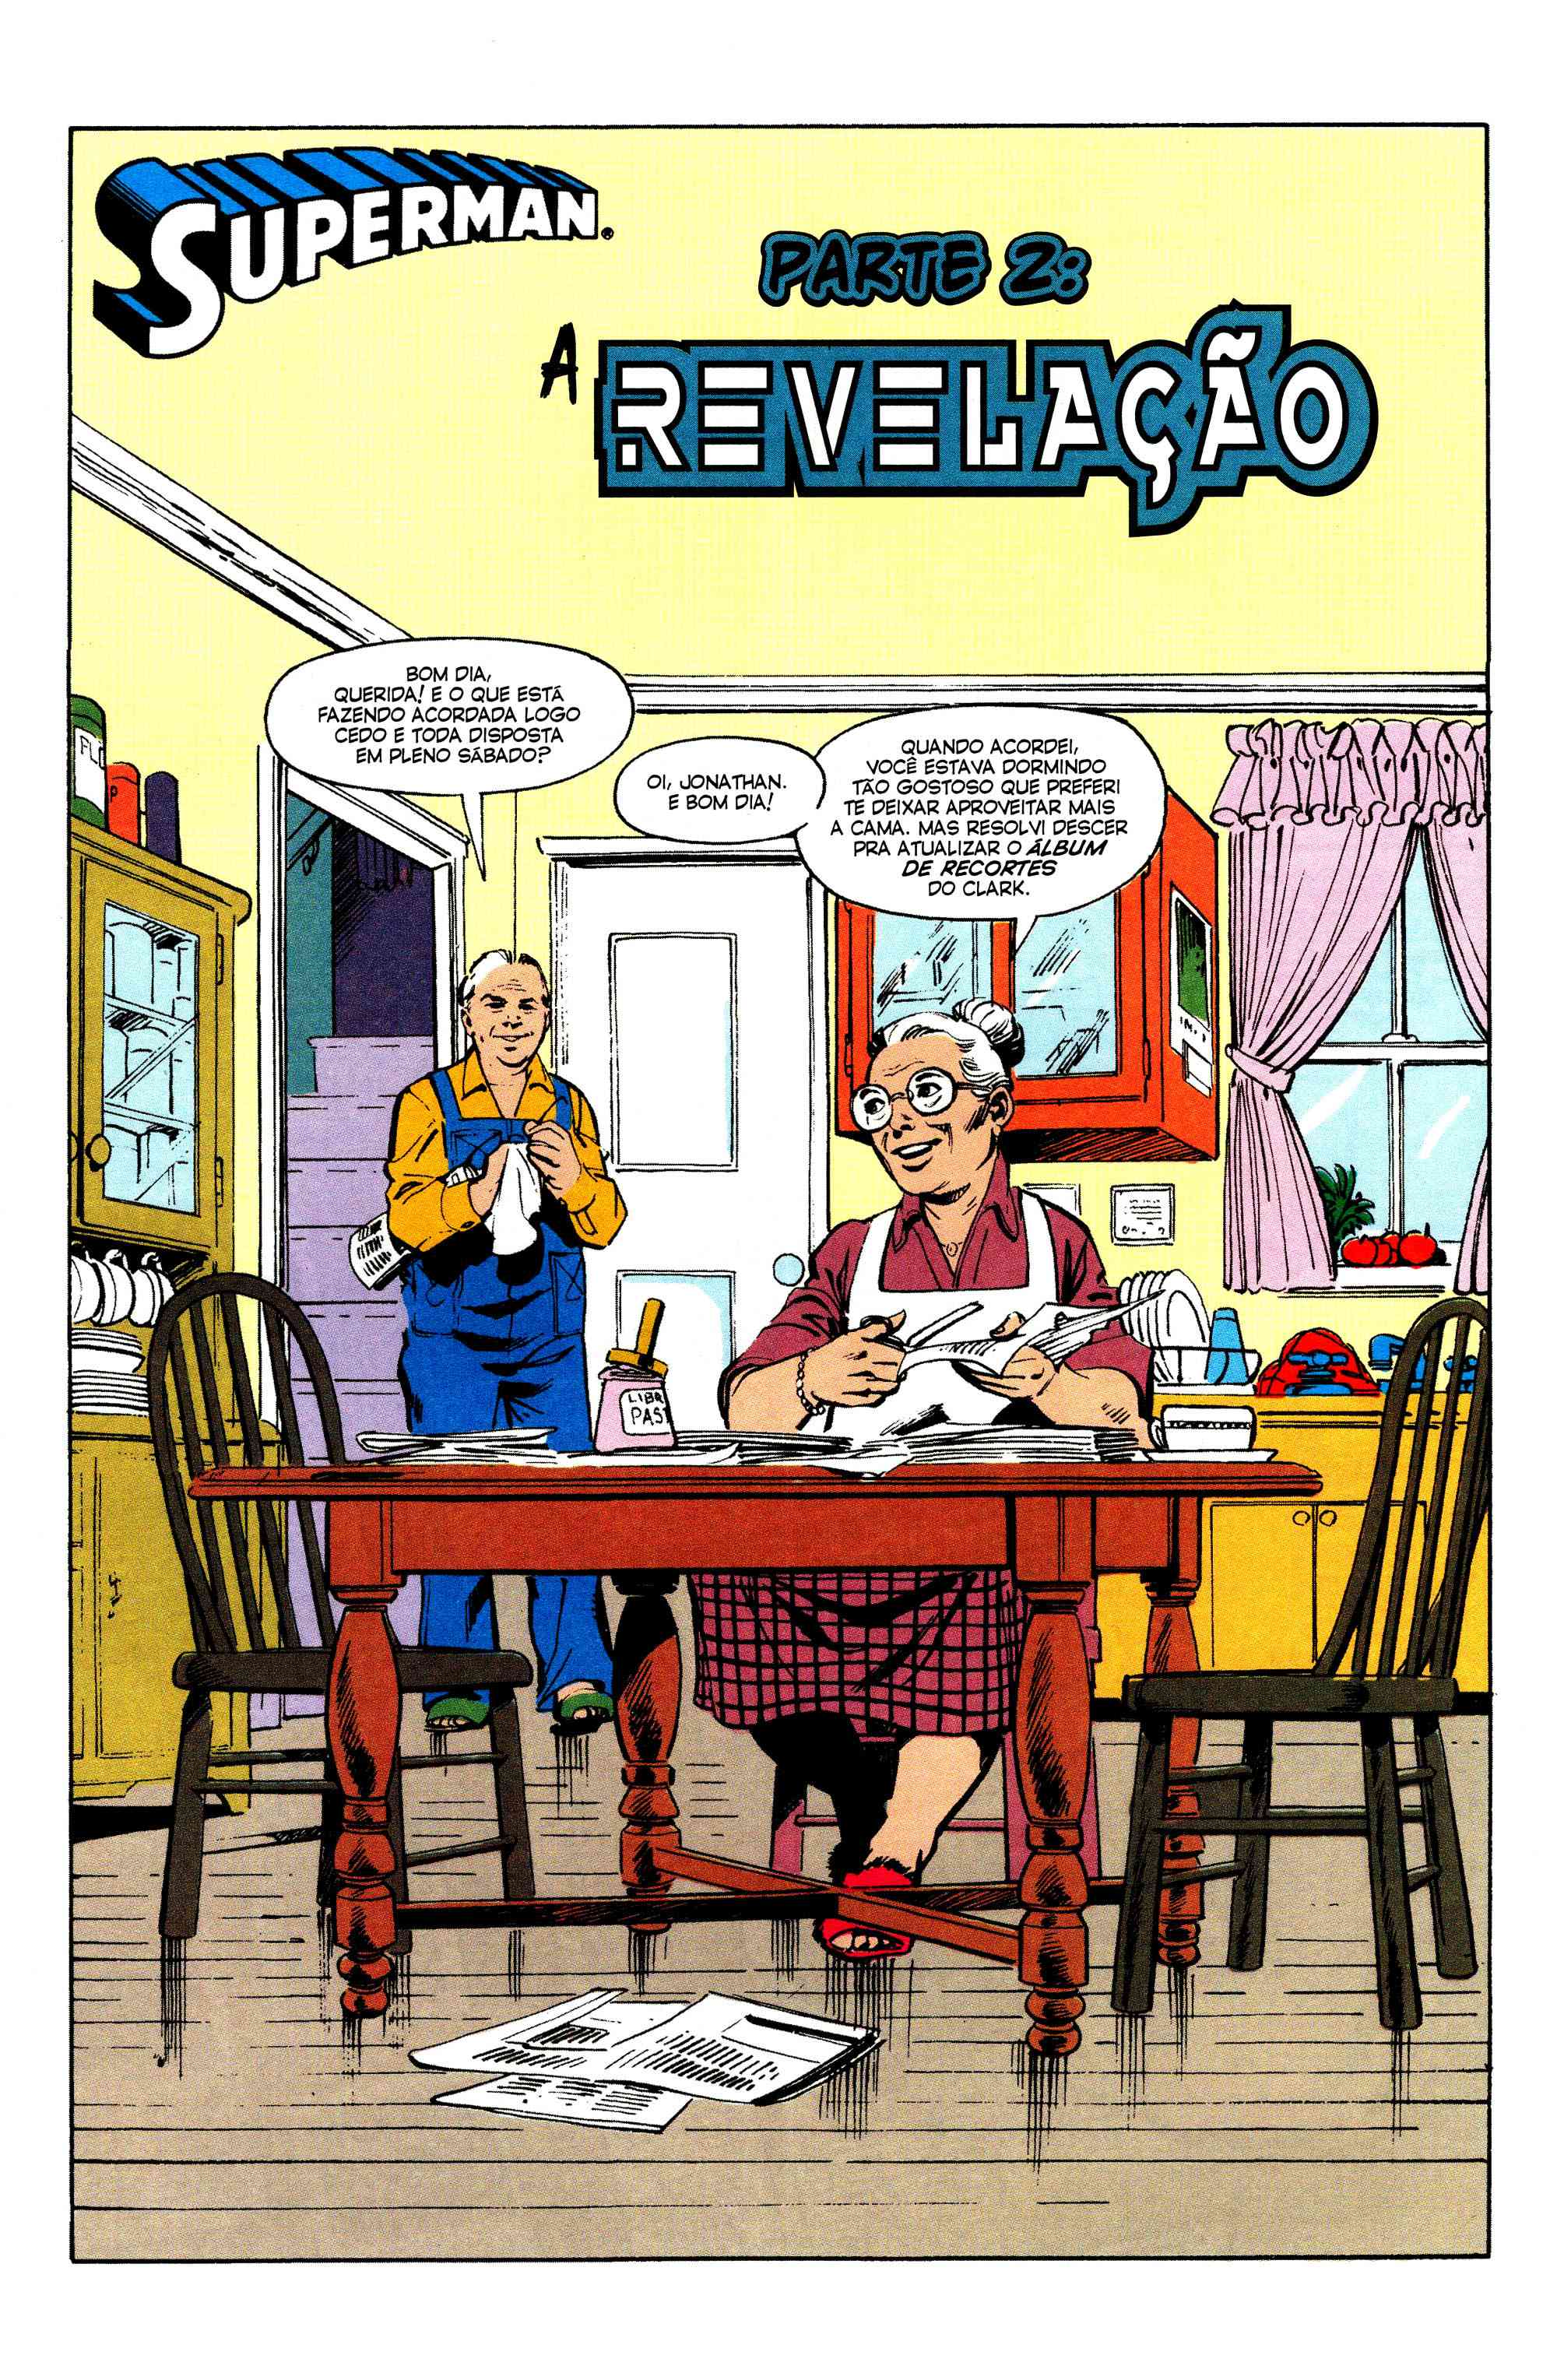 SUPERMAN
PARTE 2:
A REVELAÇÃO
BOM DIA,
QUERIDA! E O QUE ESTÁ
FAZENDO ACORDADA LOGO
CEDO E TODA DISPOSTA
EM PLENO SÁBADO?
OI, JONATHAN.
E BOM DIA!
QUANDO ACORDEI,
VOCÊ ESTAVA DORMINDO
TÃO GOSTOSO QUE PREFERI
TE DEIXAR APROVEITAR MAIS
A CAMA. MAS RESOLVI DESCER
PRA ATUALIZAR O ÁLBUM
DE RECORTES
DO CLARK.
LIBR
PAST